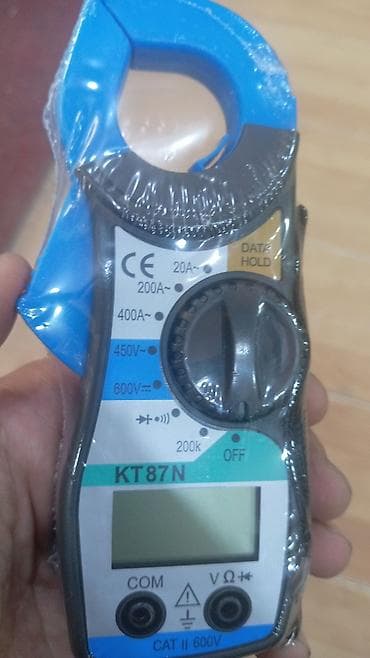 DATA
HOLD
CE
20A~
200A~
400A~
450V~
600V⎓
200k
OFF
KT87N
COM
VΩ
CAT II 600V